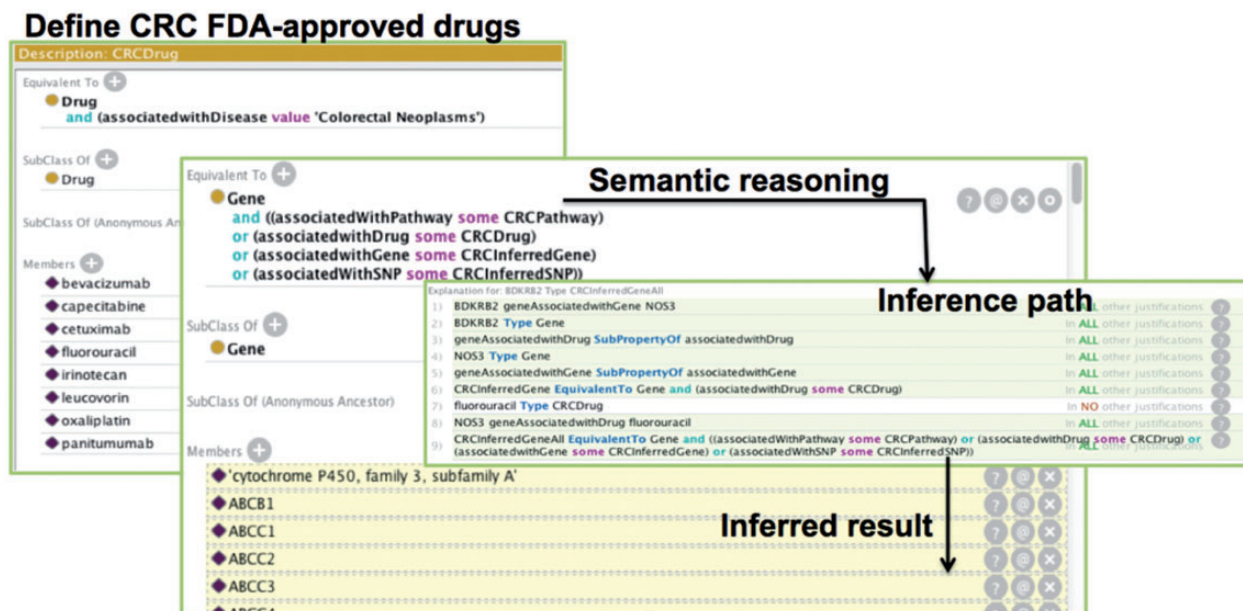 Define CRC FDA-approved drugs
Description: CRCDrug
Equivalent To
Drug
and (associatedwithDisease value 'Colorectal Neoplasms')
SubClass Of
Drug
SubClass Of (Anonymous An
Members
bevacizumab
capecitabine
cetuximab
fluorouracil
irinotecan
leucovorin
oxaliplatin
panitumumab
Equivalent To
Gene
and ((associatedWithPathway some CRCPathway)
or (associatedwithDrug some CRCDrug)
or (associatedwithGene some CRCInferredGene)
or (associatedWithSNP some CRCInferredSNP))
SubClass Of
Gene
SubClass Of (Anonymous Ancestor)
Members
'cytochrome P450, family 3, subfamily A'
ABCB1
ABCC1
ABCC2
ABCC3
Semantic reasoning
Explanation for: BDKRB2 Type CRCInferredGeneAll
Inference path
1) BDKRB2 geneAssociatedwithGene NOS3 ALL other justifications
2) BDKRB2 Type Gene In ALL other justifications
3) geneAssociatedwithDrug SubPropertyOf associatedwithDrug In ALL other justifications
4) NOS3 Type Gene In ALL other justifications
5) geneAssociatedwithGene SubPropertyOf associatedwithGene In ALL other justifications
6) CRCInferredGene EquivalentTo Gene and (associatedwithDrug some CRCDrug) In ALL other justifications
7) fluorouracil Type CRCDrug In NO other justifications
8) NOS3 geneAssociatedwithDrug fluorouracil In ALL other justifications
9) CRCInferredGeneAll EquivalentTo Gene and ((associatedWithPathway some CRCPathway) or (associatedwithDrug some CRCDrug) or
(associatedwithGene some CRCInferredGene) or (associatedWithSNP some CRCInferredSNP)) In ALL other justifications
Inferred result